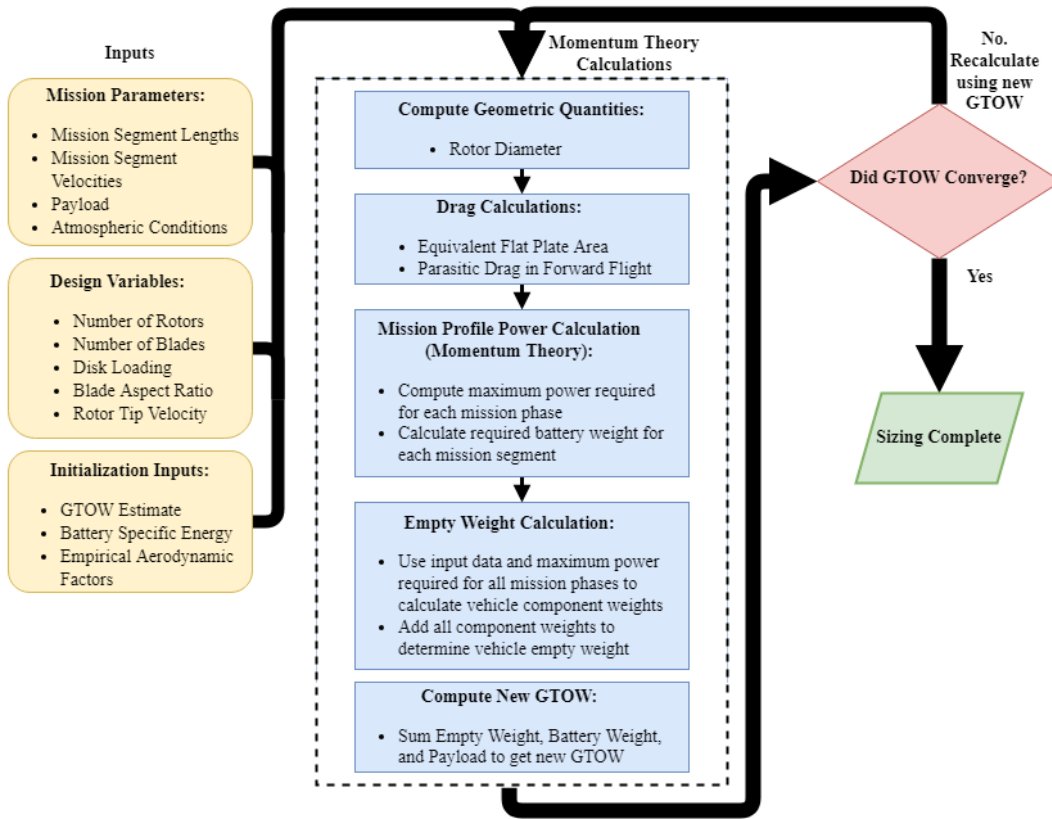 Inputs
Mission Parameters:
• Mission Segment Lengths
• Mission Segment
Velocities
• Payload
• Atmospheric Conditions
Design Variables:
• Number of Rotors
• Number of Blades
• Disk Loading
• Blade Aspect Ratio
• Rotor Tip Velocity
Initialization Inputs:
• GTOW Estimate
• Battery Specific Energy
• Empirical Aerodynamic
Factors
Momentum Theory
Calculations
Compute Geometric Quantities:
• Rotor Diameter
Drag Calculations:
• Equivalent Flat Plate Area
• Parasitic Drag in Forward Flight
Mission Profile Power Calculation
(Momentum Theory):
• Compute maximum power required
for each mission phase
• Calculate required battery weight for
each mission segment
Empty Weight Calculation:
• Use input data and maximum power
required for all mission phases to
calculate vehicle component weights
• Add all component weights to
determine vehicle empty weight
Compute New GTOW:
• Sum Empty Weight, Battery Weight,
and Payload to get new GTOW
No.
Recalculate
using new
GTOW
Did GTOW Converge?
Yes
Sizing Complete